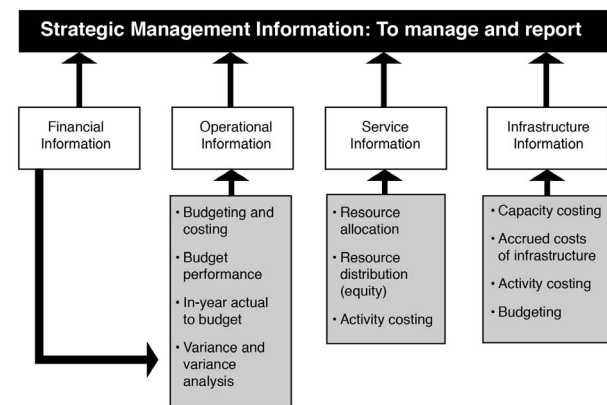 Strategic Management Information: To manage and report
Financial
Information
Operational
Information
Service
Information
Infrastructure
Information
• Budgeting and
costing
• Budget
performance
• In-year actual
to budget
• Variance and
variance
analysis
• Resource
allocation
• Resource
distribution
(equity)
• Activity costing
• Capacity costing
• Accrued costs
of infrastructure
• Activity costing
• Budgeting